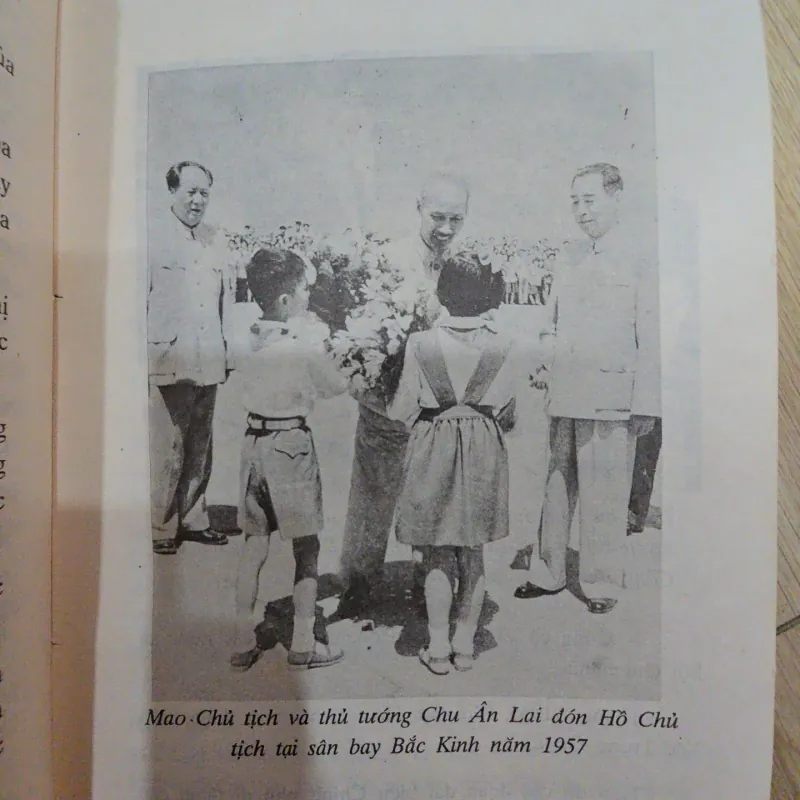 Mao Chủ tịch và thủ tướng Chu Ân Lai đón Hồ Chủ
tịch tại sân bay Bắc Kinh năm 1957